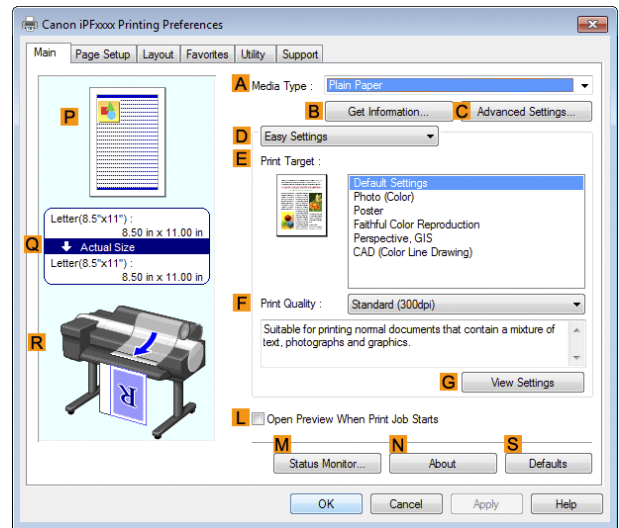 Canon iPFxxxx Printing Preferences
Main Page Setup Layout Favorites Utility Support
A Media Type : Plain Paper
B Get Information... C Advanced Settings...
D Easy Settings
E Print Target :
Default Settings
Photo (Color)
Poster
Faithful Color Reproduction
Perspective, GIS
CAD (Color Line Drawing)
P
Letter(8.5"x11") :
8.50 in x 11.00 in
Q Actual Size
Letter(8.5"x11") :
8.50 in x 11.00 in
F Print Quality : Standard (300dpi)
Suitable for printing normal documents that contain a mixture of
text, photographs and graphics.
R
R
G View Settings
L Open Preview When Print Job Starts
M Status Monitor... N About S Defaults
OK Cancel Apply Help